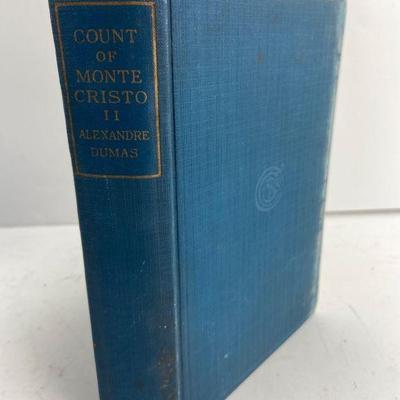 COUNT
OF
MONTE
CRISTO
II
ALEXANDRE
DUMAS